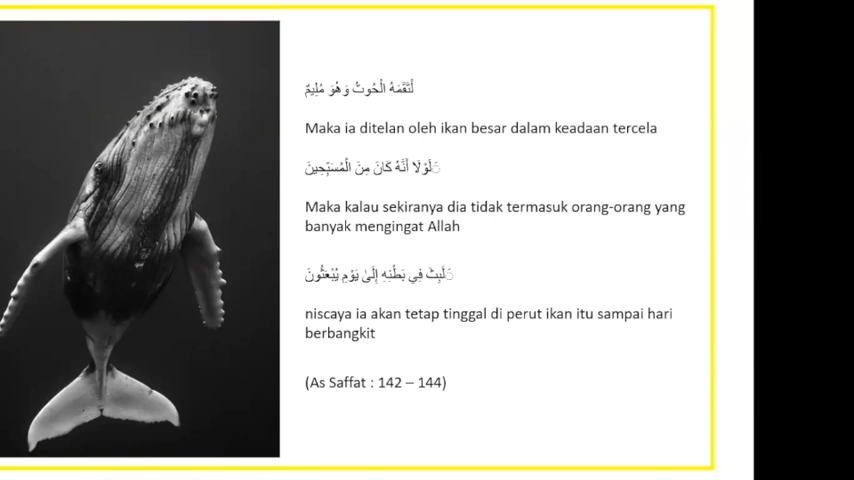 لْتَقَمَهُ الْحُوتُ وَهُوَ مُلِيمٌ
Maka ia ditelan oleh ikan besar dalam keadaan tercela
َلَوْلَا أَنَّهُ كَانَ مِنَ الْمُسَبِّحِينَ
Maka kalau sekiranya dia tidak termasuk orang-orang yang
banyak mengingat Allah
َلَبِثَ فِي بَطْنِهِ إِلَىٰ يَوْمِ يُبْعَثُونَ
niscaya ia akan tetap tinggal di perut ikan itu sampai hari
berbangkit
(As Saffat : 142 – 144)